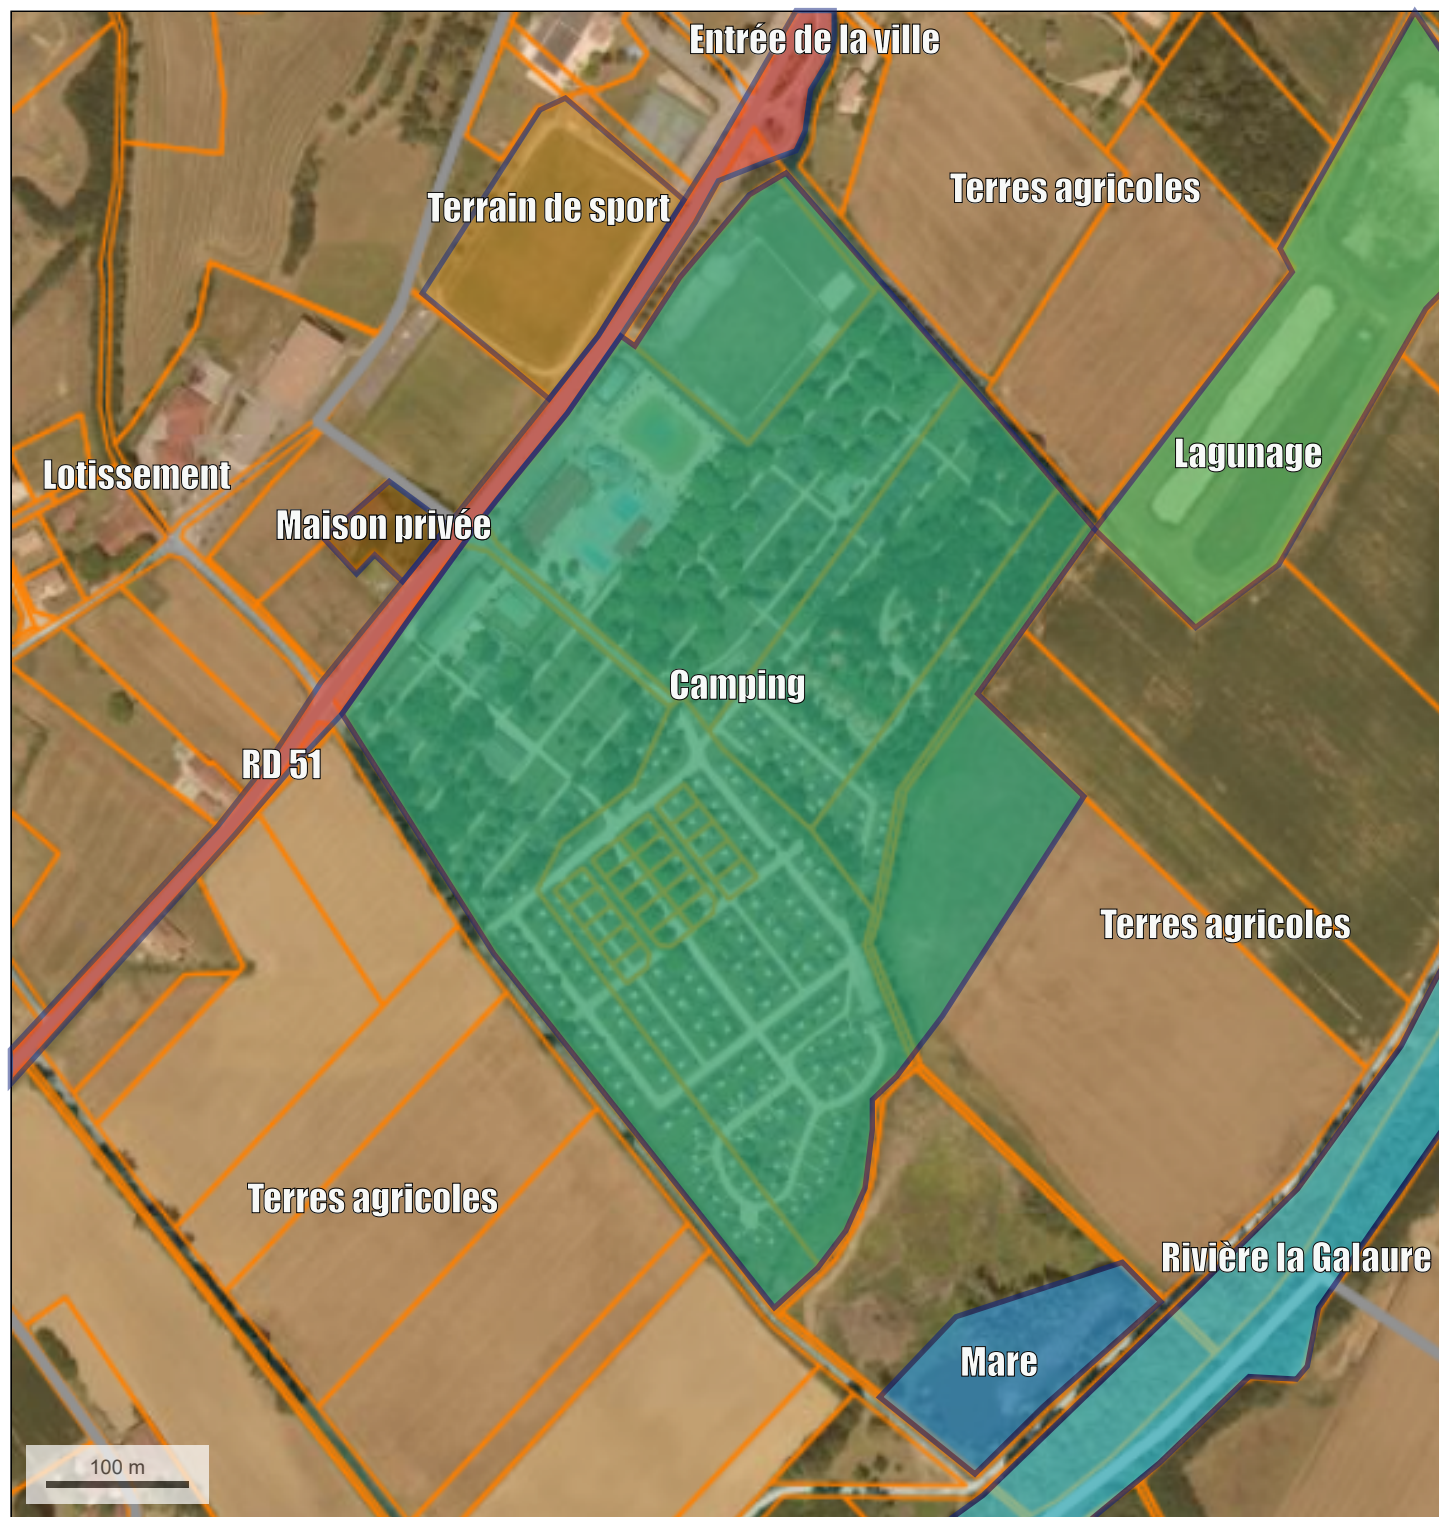 Entrée de la ville
Terres agricoles
Terrain de sport
Lagunage
Lotissement
Maison privée
Camping
RD 51
Terres agricoles
Terres agricoles
Rivière la Galaure
Mare
100 m